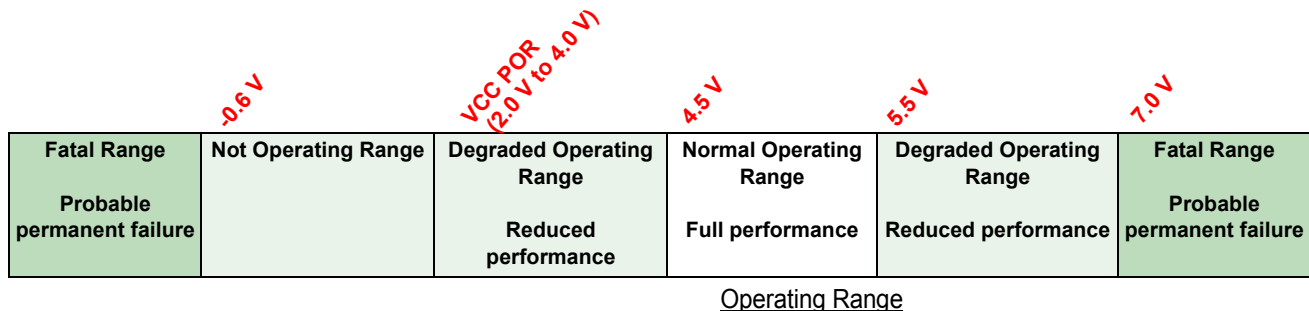 -0.6 V
VCC POR
(2.0 V to 4.0 V)
4.5 V
5.5 V
7.0 V
Fatal Range
Probable
permanent failure
Not Operating Range
Degraded Operating
Range
Reduced
performance
Normal Operating
Range
Full performance
Degraded Operating
Range
Reduced performance
Fatal Range
Probable
permanent failure
Operating Range